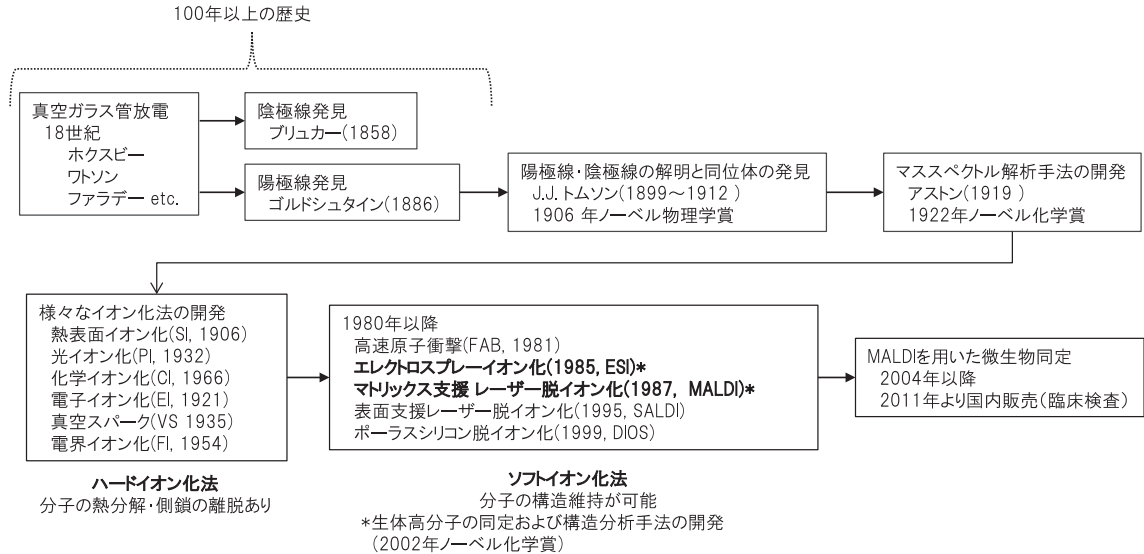 100年以上の歴史
真空ガラス管放電
18世紀
ホクスビー
ワトソン
ファラデー etc.
陰極線発見
ブリュカー(1858)
陽極線発見
ゴルドシュタイン(1886)
陽極線・陰極線の解明と同位体の発見
J.J. トムソン(1899～1912 )
1906 年ノーベル物理学賞
マススペクトル解析手法の開発
アストン(1919 )
1922年ノーベル化学賞
様々なイオン化法の開発
熱表面イオン化(SI, 1906)
光イオン化(PI, 1932)
化学イオン化(CI, 1966)
電子イオン化(EI, 1921)
真空スパーク(VS 1935)
電界イオン化(FI, 1954)
ハードイオン化法
分子の熱分解・側鎖の離脱あり
1980年以降
高速原子衝撃(FAB, 1981)
エレクトロスプレーイオン化(1985, ESI)*
マトリックス支援 レーザー脱イオン化(1987, MALDI)*
表面支援レーザー脱イオン化(1995, SALDI)
ポーラスシリコン脱イオン化(1999, DIOS)
ソフトイオン化法
分子の構造維持が可能
*生体高分子の同定および構造分析手法の開発
(2002年ノーベル化学賞)
MALDIを用いた微生物同定
2004年以降
2011年より国内販売(臨床検査)